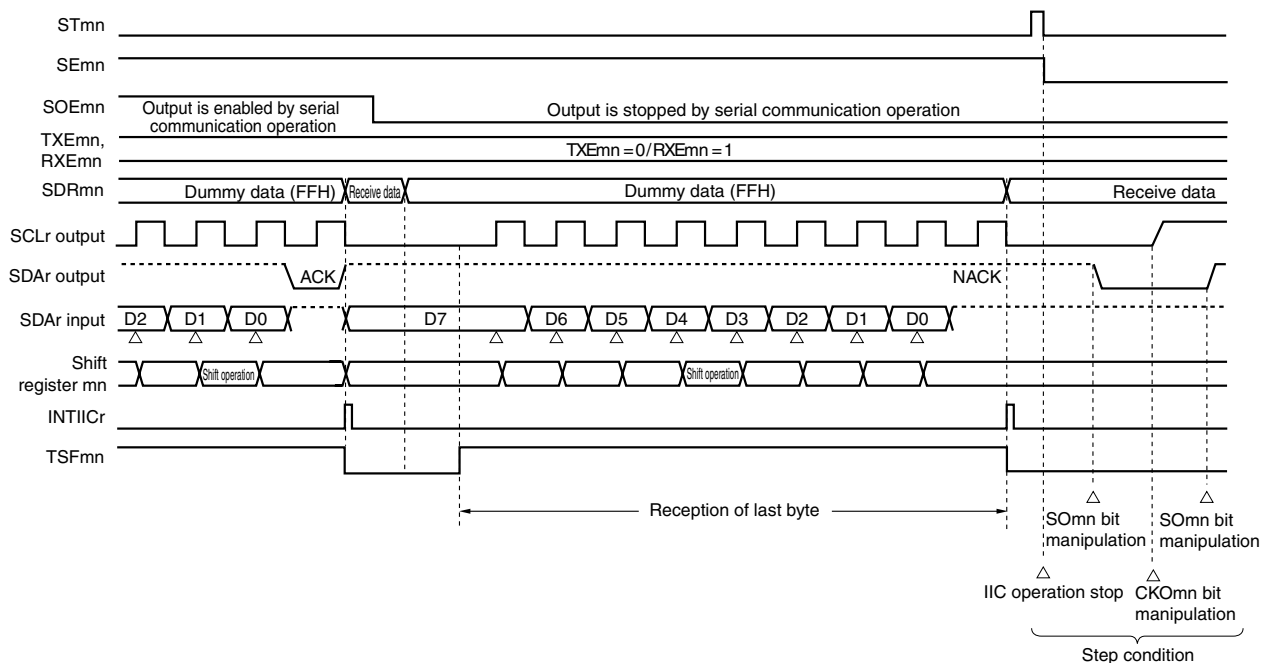 STmn
SEmn
SOEmn
Output is enabled by serial
communication operation
Output is stopped by serial communication operation
TXEmn,
RXEmn
TXEmn = 0 / RXEmn = 1
SDRmn
Dummy data (FFH)
Receive data
Dummy data (FFH)
Receive data
SCLr output
SDAr output
ACK
NACK
SDAr input
D2 D1 D0 D7 D6 D5 D4 D3 D2 D1 D0
Shift
register mn
Shift operation
Shift operation
INTIICr
TSFmn
Reception of last byte
SOmn bit
manipulation
SOmn bit
manipulation
IIC operation stop
CKOmn bit
manipulation
Step condition